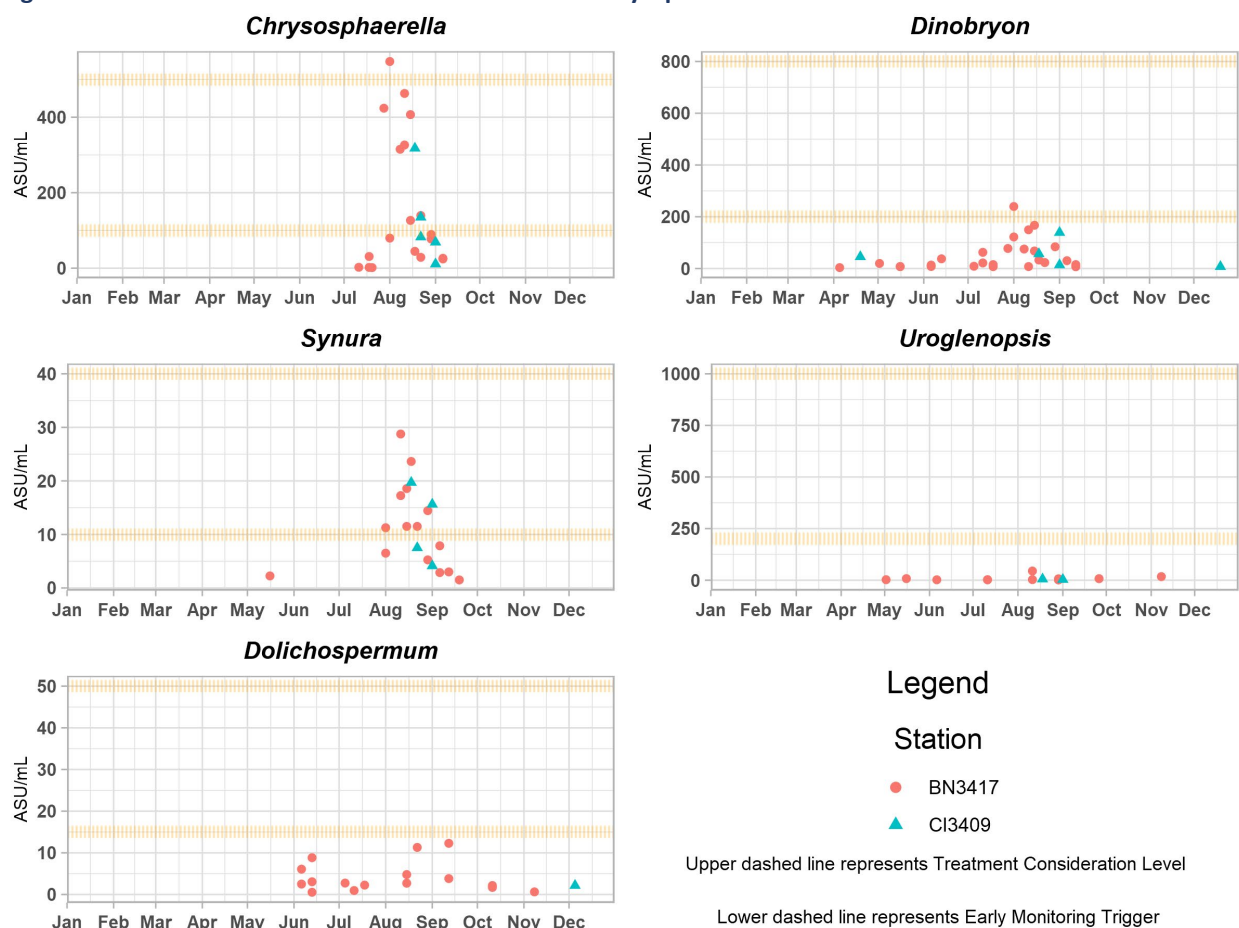 Chrysosphaerella
ASU/mL
400
200
0
Jan Feb Mar Apr May Jun Jul Aug Sep Oct Nov Dec
Dinobryon
ASU/mL
800
600
400
200
0
Jan Feb Mar Apr May Jun Jul Aug Sep Oct Nov Dec
Synura
ASU/mL
40
30
20
10
0
Jan Feb Mar Apr May Jun Jul Aug Sep Oct Nov Dec
Uroglenopsis
ASU/mL
1000
750
500
250
0
Jan Feb Mar Apr May Jun Jul Aug Sep Oct Nov Dec
Dolichospermum
ASU/mL
50
40
30
20
10
0
Jan Feb Mar Apr May Jun Jul Aug Sep Oct Nov Dec
Legend
Station
BN3417
CI3409
Upper dashed line represents Treatment Consideration Level
Lower dashed line represents Early Monitoring Trigger